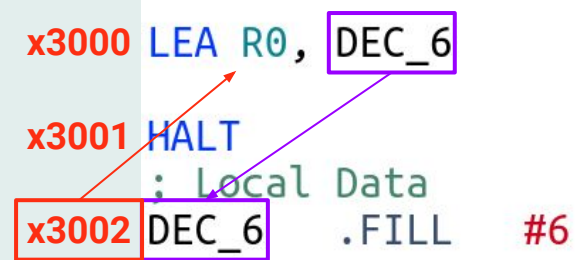 x3000 LEA R0, DEC_6
x3001 HALT
; Local Data
x3002 DEC_6 .FILL #6